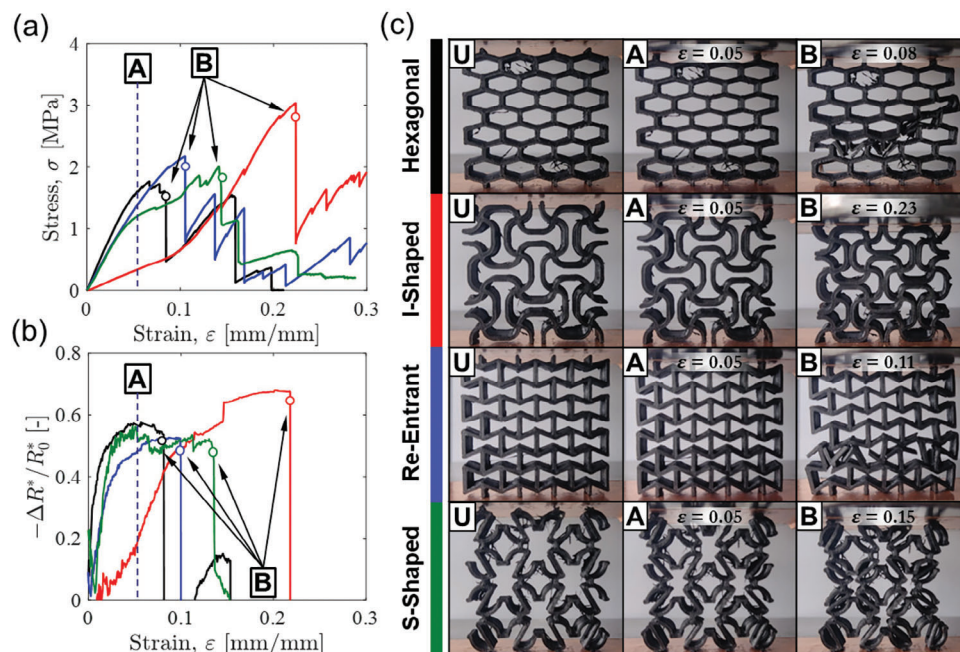 (a)
4
3
2
1
0
Stress, σ [MPa]
A
B
0 0.1 0.2 0.3
Strain, ε [mm/mm]
(b)
0.8
0.6
0.4
0.2
0
−ΔR*/R₀* [-]
A
B
0 0.1 0.2 0.3
Strain, ε [mm/mm]
(c)
Hexagonal
U
A ε = 0.05
B ε = 0.08
I-Shaped
U
A ε = 0.05
B ε = 0.23
Re-Entrant
U
A ε = 0.05
B ε = 0.11
S-Shaped
U
A ε = 0.05
B ε = 0.15